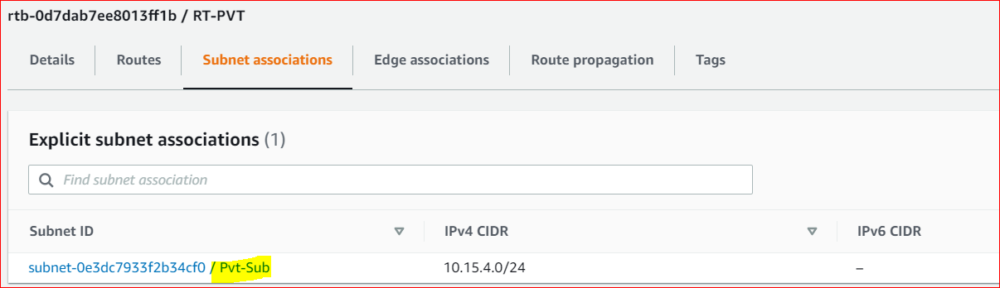 rtb-0d7dab7ee8013ff1b / RT-PVT
Details Routes Subnet associations Edge associations Route propagation Tags
Explicit subnet associations (1)
Find subnet association
Subnet ID IPv4 CIDR IPv6 CIDR
subnet-0e3dc7933f2b34cf0 / Pvt-Sub 10.15.4.0/24 –